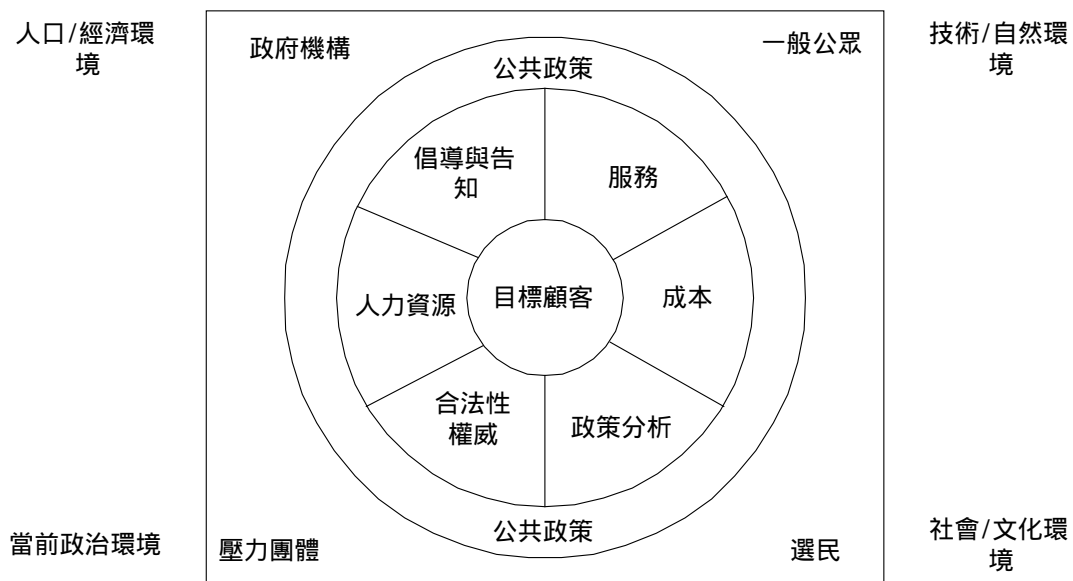 人口/經濟環
境
政府機構
一般公眾
技術/自然環
境
公共政策
倡導與告
知
服務
人力資源
目標顧客
成本
合法性
權威
政策分析
公共政策
當前政治環境
壓力團體
選民
社會/文化環
境